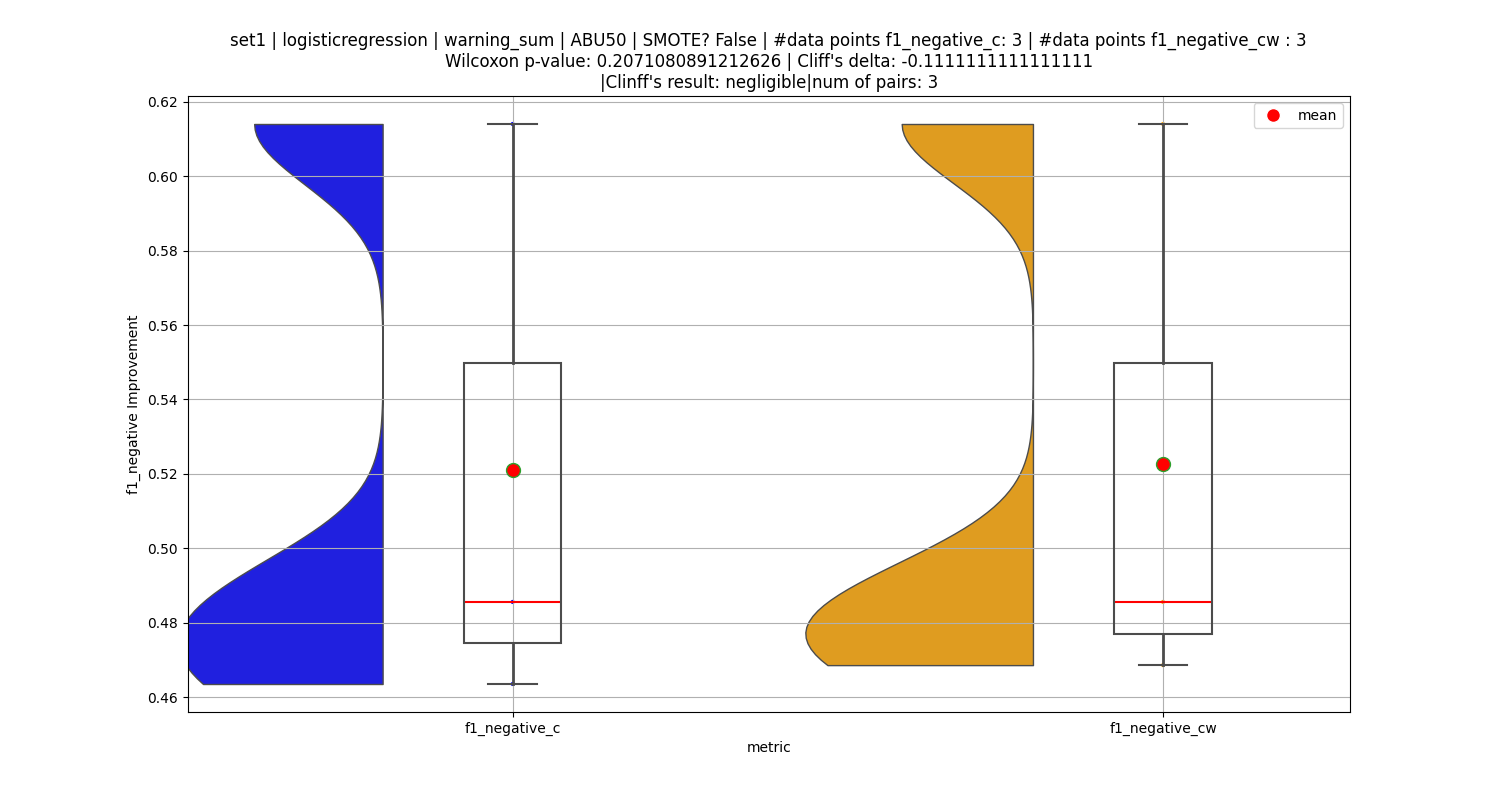 set1 | logisticregression | warning_sum | ABU50 | SMOTE? False | #data points f1_negative_c: 3 | #data points f1_negative_cw : 3
Wilcoxon p-value: 0.2071080891212626 | Cliff's delta: -0.1111111111111111
|Clinff's result: negligible|num of pairs: 3
mean
0.62
0.60
0.58
0.56
0.54
0.52
0.50
0.48
0.46
f1_negative Improvement
f1_negative_c
f1_negative_cw
metric